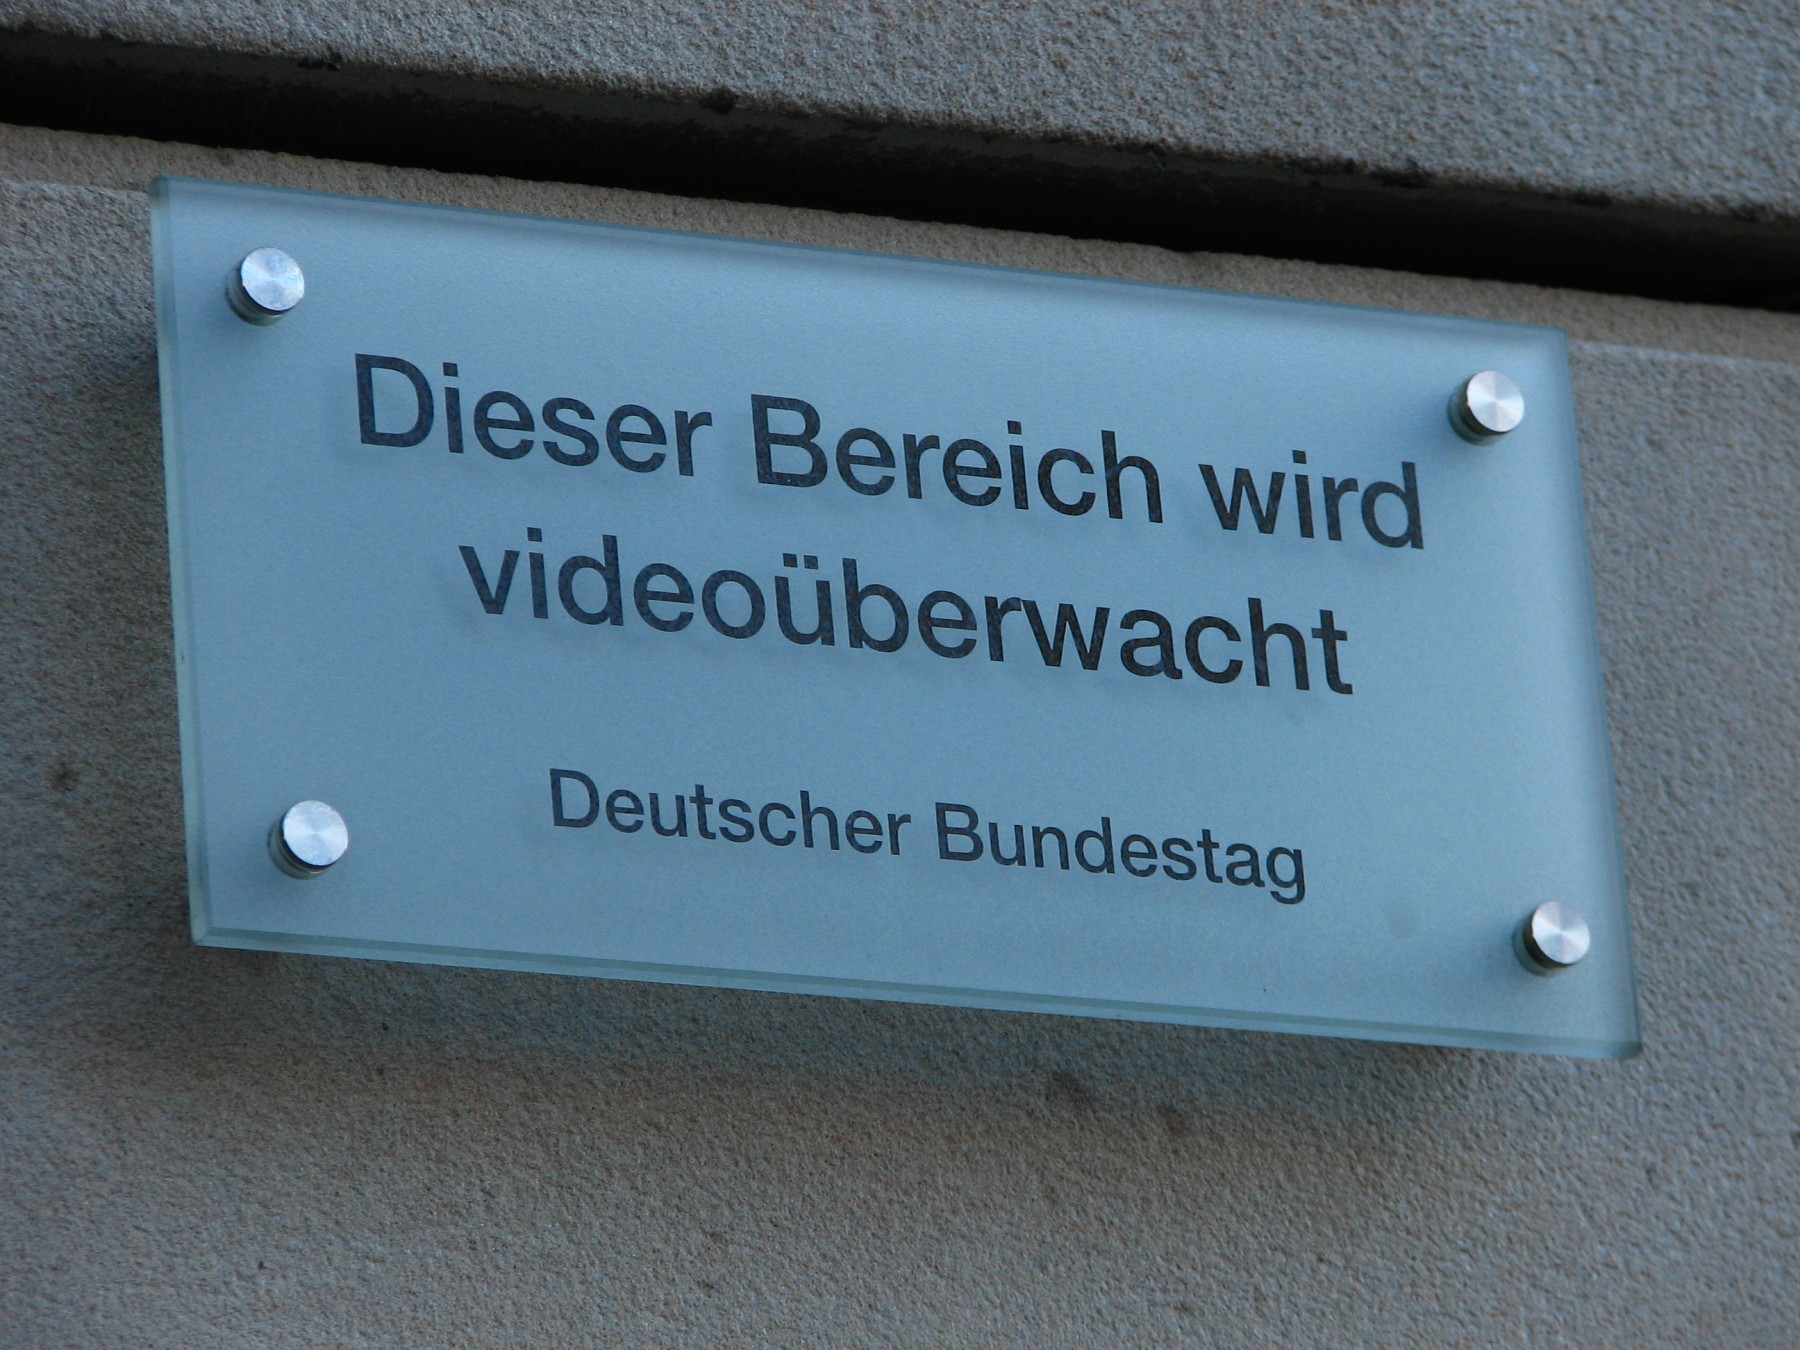 Dieser Bereich wird
videoüberwacht
Deutscher Bundestag